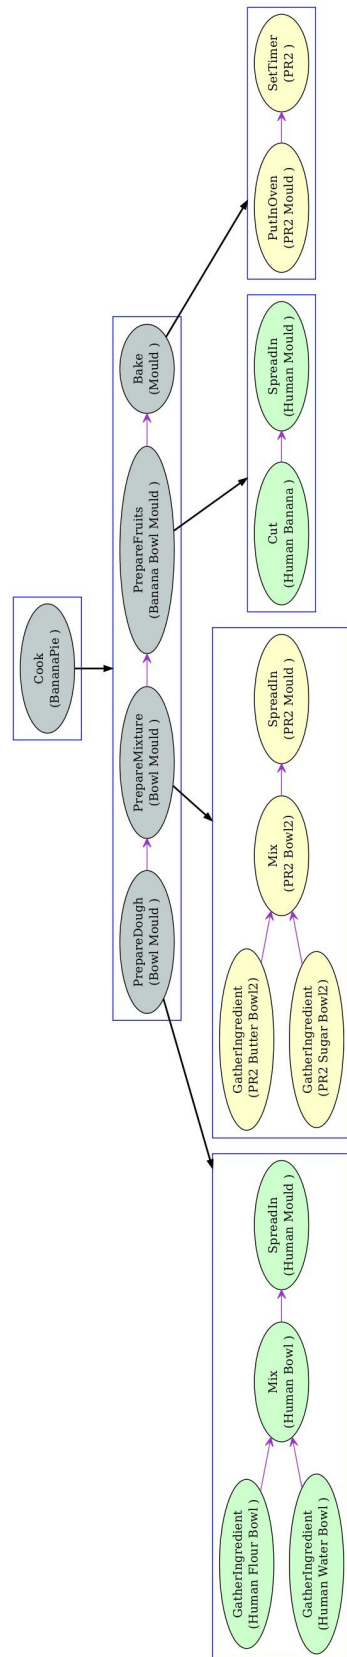 Cook
(BananaPie )
PrepareDough
(Bowl Mould )
PrepareMixture
(Bowl Mould )
PrepareFruits
(Banana Bowl Mould )
Bake
(Mould )
GatherIngredient
(Human Flour Bowl )
GatherIngredient
(Human Water Bowl )
Mix
(Human Bowl )
SpreadIn
(Human Mould )
GatherIngredient
(PR2 Butter Bowl2)
GatherIngredient
(PR2 Sugar Bowl2)
Mix
(PR2 Bowl2)
SpreadIn
(PR2 Mould )
Cut
(Human Banana )
SpreadIn
(Human Mould )
PutInOven
(PR2 Mould )
SetTimer
(PR2 )